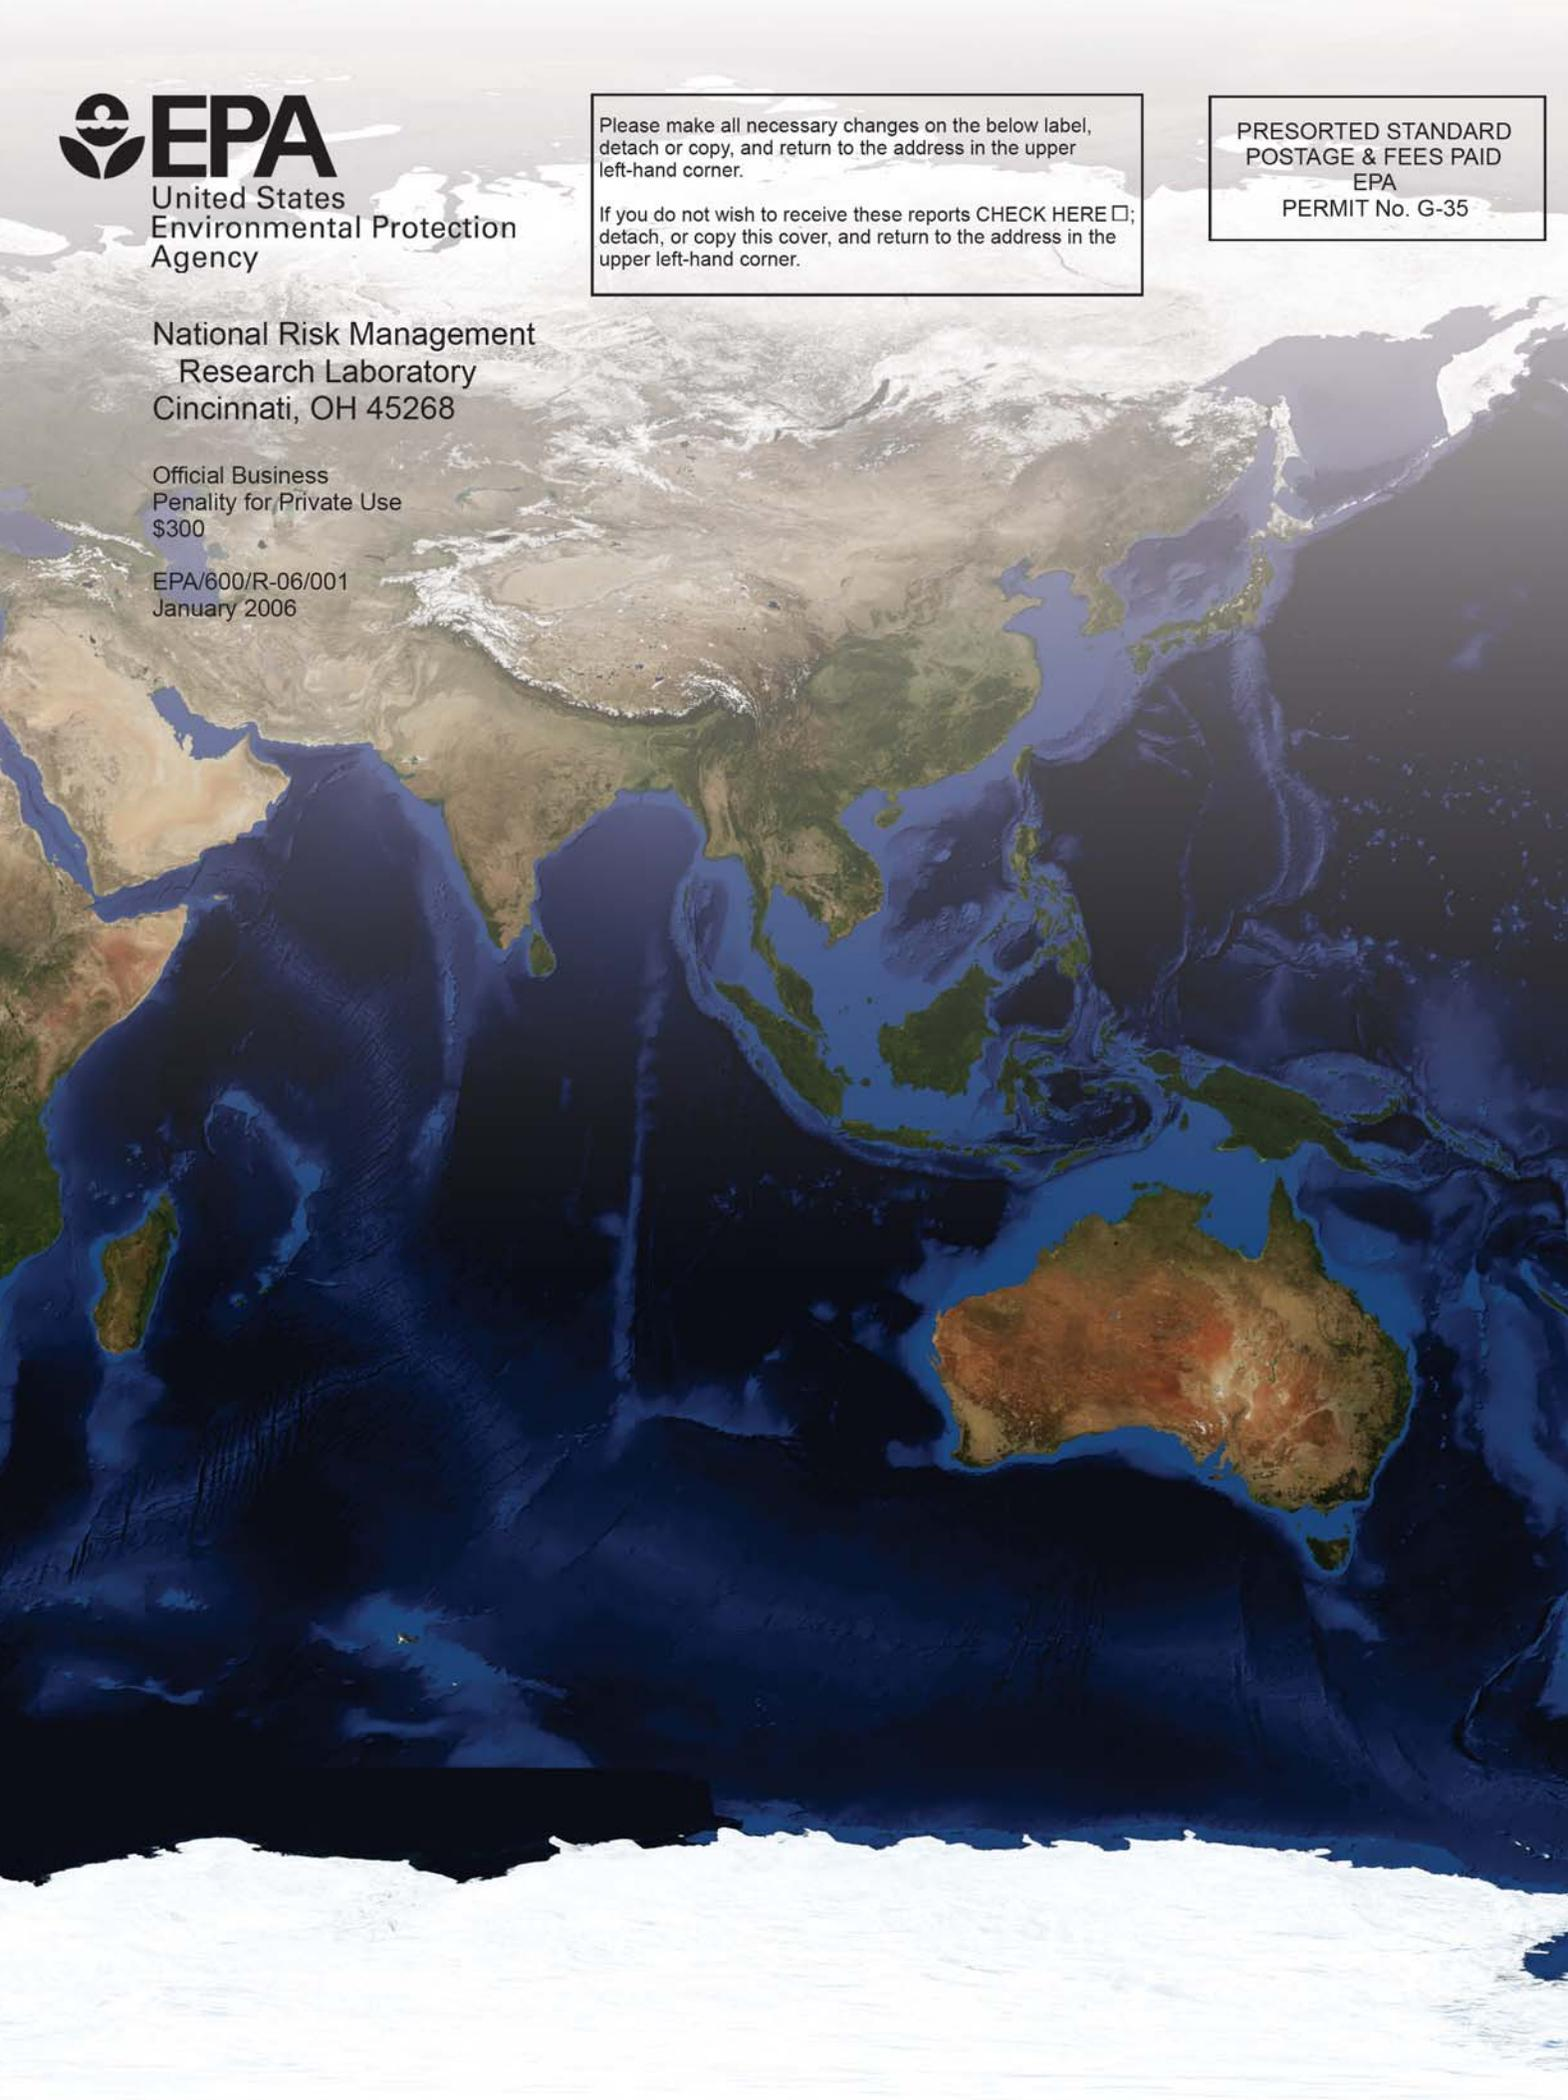 EPA
United States
Environmental Protection
Agency
National Risk Management
Research Laboratory
Cincinnati, OH 45268
Official Business
Penality for Private Use
$300
EPA/600/R-06/001
January 2006
Please make all necessary changes on the below label,
detach or copy, and return to the address in the upper
left-hand corner.
If you do not wish to receive these reports CHECK HERE ☐;
detach, or copy this cover, and return to the address in the
upper left-hand corner.
PRESORTED STANDARD
POSTAGE & FEES PAID
EPA
PERMIT No. G-35